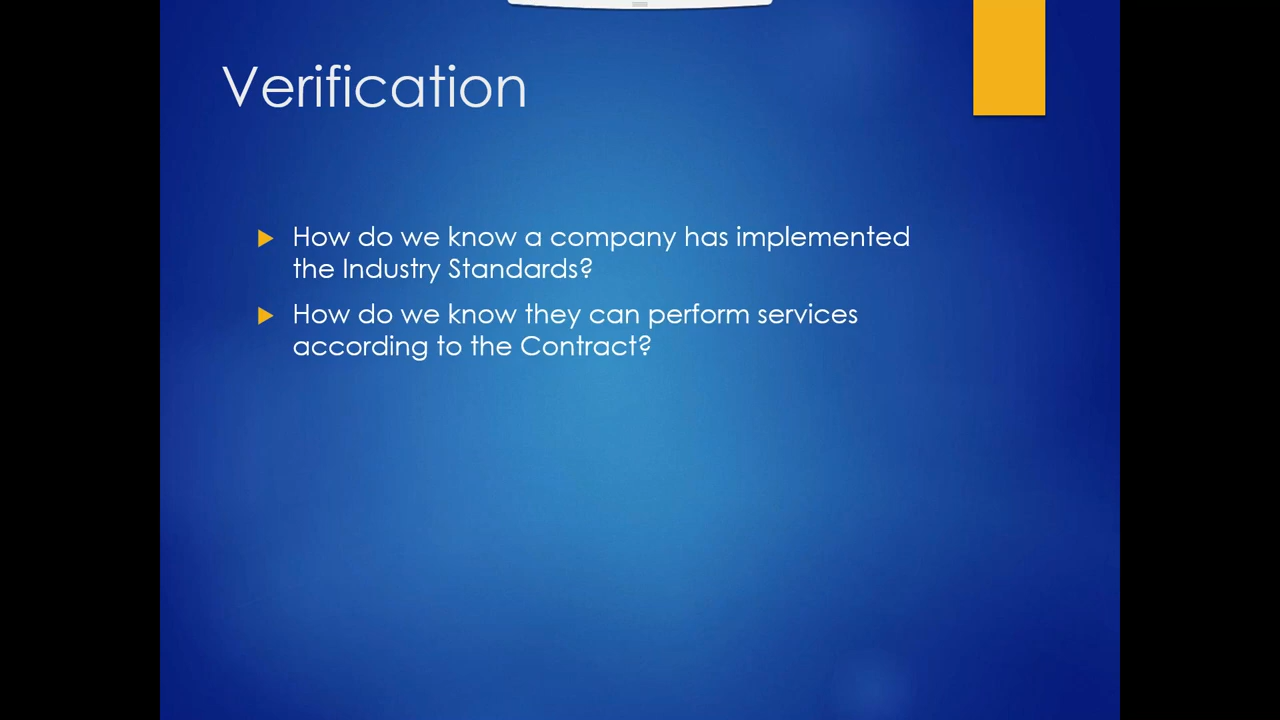 Verification
How do we know a company has implemented
the Industry Standards?
How do we know they can perform services
according to the Contract?